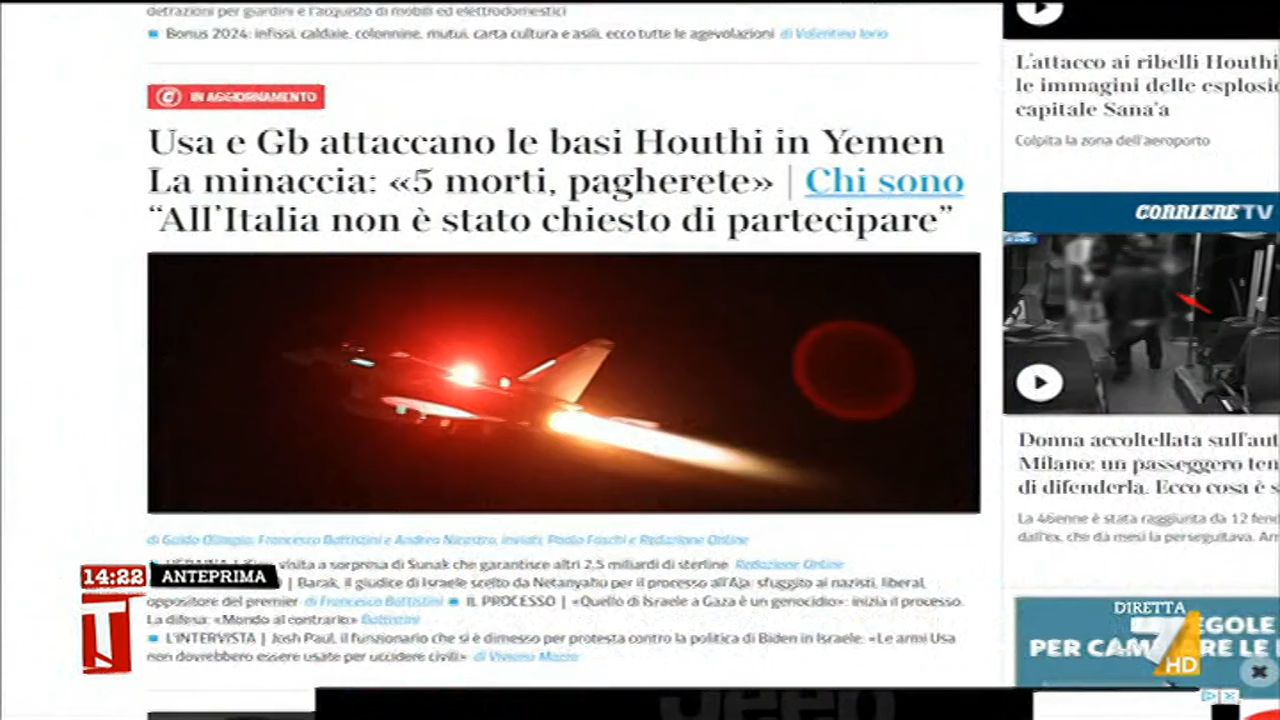 detrazioni per giardini e l'acquisto di mobili ed elettrodomestici
Bonus 2024: infissi, caldaie, colonnine, mutui, carta cultura e asili, ecco tutte le agevolazioni di Valentina Iorio
IN AGGIORNAMENTO
Usa e Gb attaccano le basi Houthi in Yemen
La minaccia: «5 morti, pagherete» | Chi sono
“All’Italia non è stato chiesto di partecipare”
di Guido Olimpio, Francesco Battistini e Andrea Nicastro, inviati, Paolo Foschi e Redazione Online
visita a sorpresa di Sunak che garantisce altri 2,5 miliardi di sterline Redazione Online
| Barak, il giudice di Israele scelto da Netanyahu per il processo all'Aja: sfuggito ai nazisti, liberal,
oppositore del premier di Francesco Battistini IL PROCESSO | «Quello di Israele a Gaza è un genocidio»: inizia il processo.
La difesa: «Mondo al contrario» Battistini
L'INTERVISTA | Josh Paul, il funzionario che si è dimesso per protesta contro la politica di Biden in Israele: «Le armi Usa
non dovrebbero essere usate per uccidere civili» di Viviana Mazza
14:22 ANTEPRIMA
T
L'attacco ai ribelli Houthi,
le immagini delle esplosio
capitale Sana'a
Colpita la zona dell'aeroporto
CORRIERE TV
Donna accoltellata sull'aut
Milano: un passeggero ten
di difenderla. Ecco cosa è s
La 46enne è stata raggiunta da 12 fend
dall'ex, che da mesi la perseguitava. Arr
DIRETTA
EGOLE
PER CAM RE LE
7 HD
Jeep